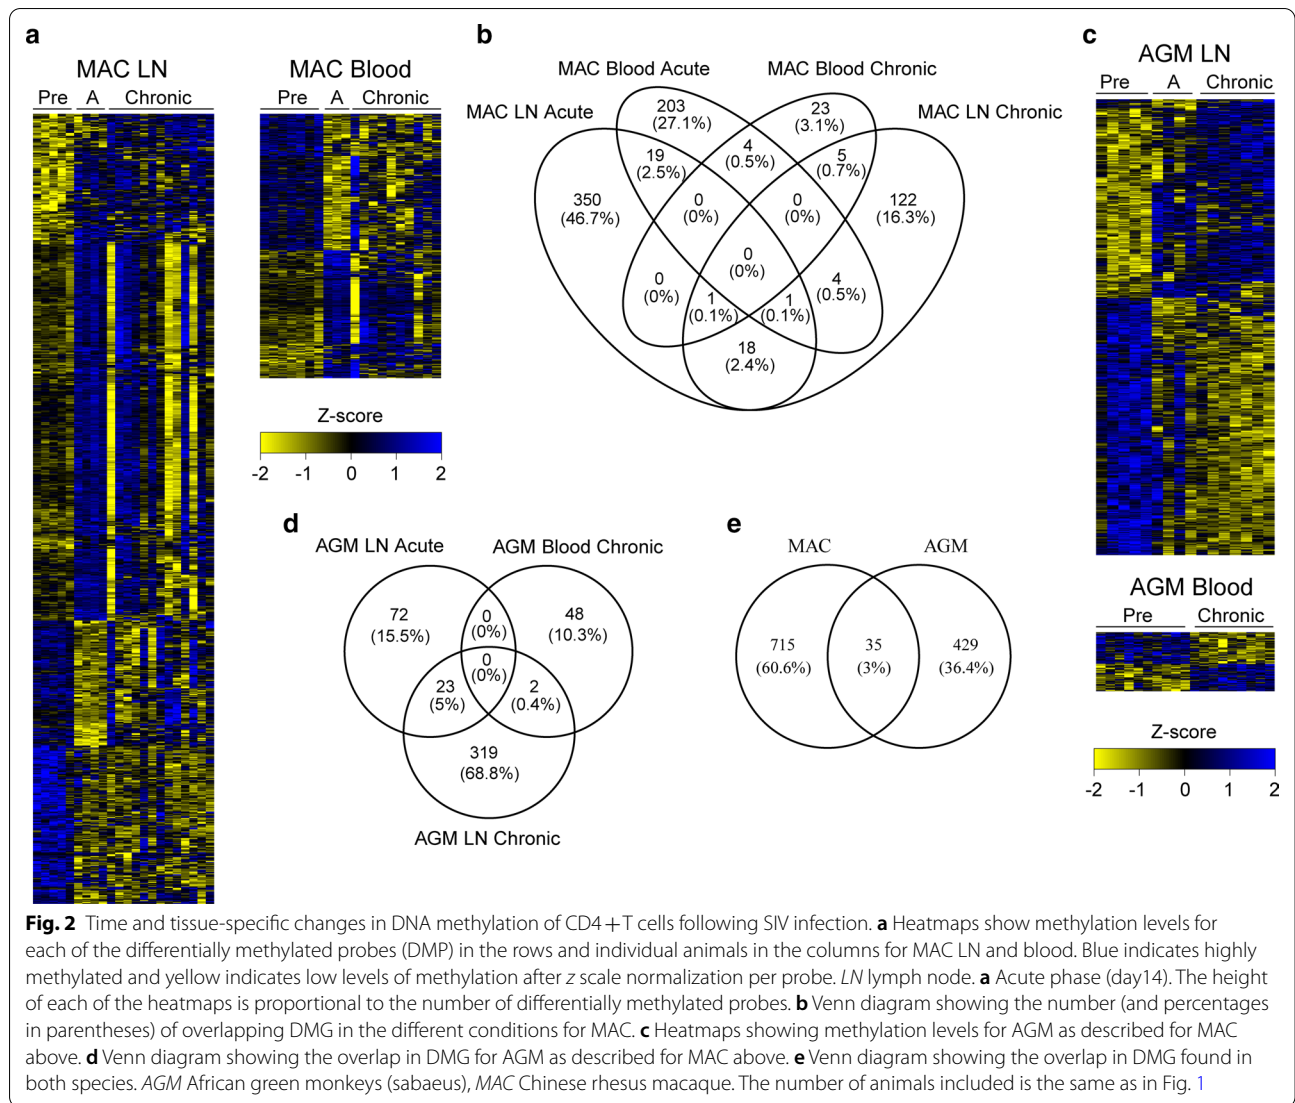 a
MAC LN
Pre A Chronic
MAC Blood
Pre A Chronic
Z-score
-2 -1 0 1 2
b
MAC Blood Acute
MAC Blood Chronic
MAC LN Acute
MAC LN Chronic
203
(27.1%)
23
(3.1%)
19
(2.5%)
4
(0.5%)
5
(0.7%)
350
(46.7%)
0
(0%)
0
(0%)
122
(16.3%)
0
(0%)
0
(0%)
4
(0.5%)
1
(0.1%)
1
(0.1%)
18
(2.4%)
c
AGM LN
Pre A Chronic
AGM Blood
Pre Chronic
Z-score
-2 -1 0 1 2
d
AGM LN Acute
AGM Blood Chronic
72
(15.5%)
0
(0%)
48
(10.3%)
0
(0%)
23
(5%)
2
(0.4%)
319
(68.8%)
AGM LN Chronic
e
MAC
AGM
715
(60.6%)
35
(3%)
429
(36.4%)
Fig. 2 Time and tissue-specific changes in DNA methylation of CD4+T cells following SIV infection. a Heatmaps show methylation levels for
each of the differentially methylated probes (DMP) in the rows and individual animals in the columns for MAC LN and blood. Blue indicates highly
methylated and yellow indicates low levels of methylation after z scale normalization per probe. LN lymph node. a Acute phase (day14). The height
of each of the heatmaps is proportional to the number of differentially methylated probes. b Venn diagram showing the number (and percentages
in parentheses) of overlapping DMG in the different conditions for MAC. c Heatmaps showing methylation levels for AGM as described for MAC
above. d Venn diagram showing the overlap in DMG for AGM as described for MAC above. e Venn diagram showing the overlap in DMG found in
both species. AGM African green monkeys (sabaeus), MAC Chinese rhesus macaque. The number of animals included is the same as in Fig. 1